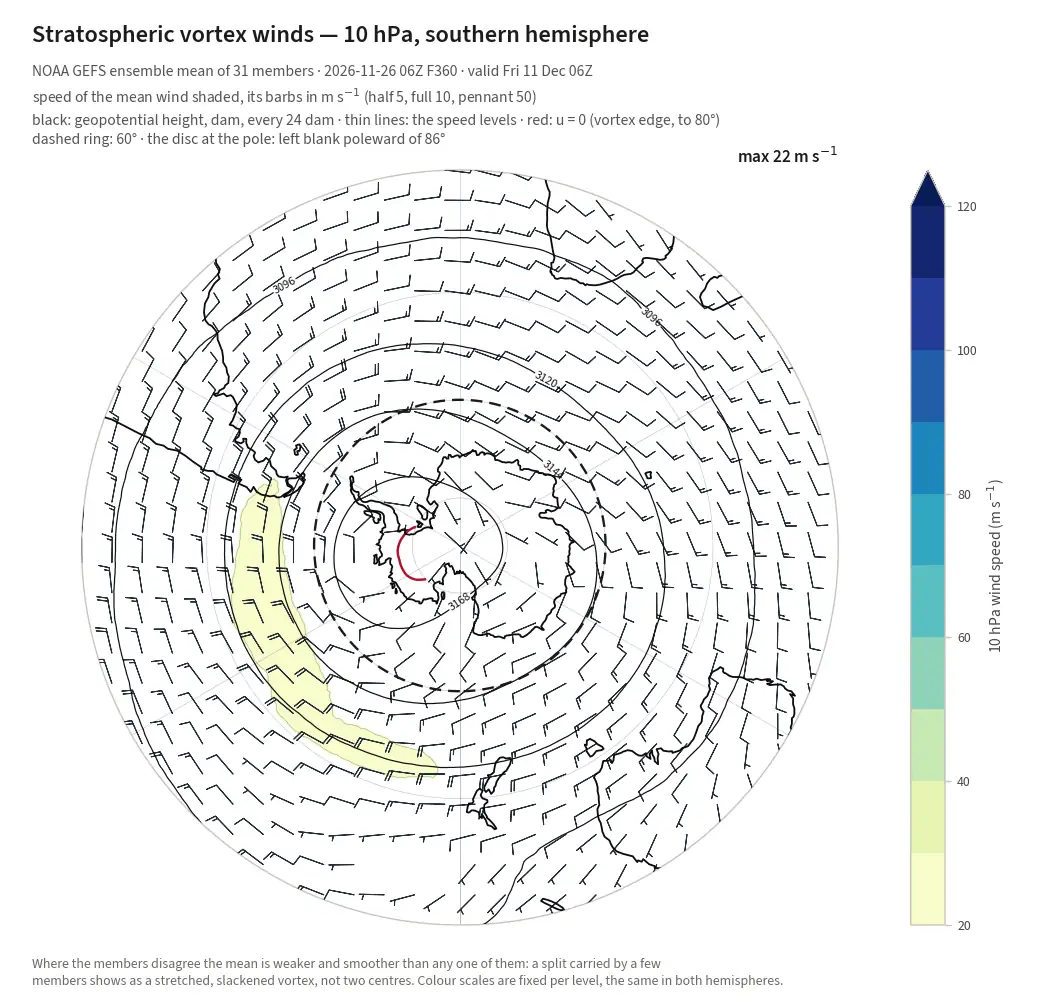 Stratospheric vortex winds — 10 hPa, southern hemisphere
NOAA GEFS ensemble mean of 31 members · 2026-11-26 06Z F360 · valid Fri 11 Dec 06Z
speed of the mean wind shaded, its barbs in m s⁻¹ (half 5, full 10, pennant 50)
black: geopotential height, dam, every 24 dam · thin lines: the speed levels · red: u = 0 (vortex edge, to 80°)
dashed ring: 60° · the disc at the pole: left blank poleward of 86°
max 22 m s⁻¹
3096
3096
3120
3144
3168
120
100
80
60
40
20
10 hPa wind speed (m s⁻¹)
Where the members disagree the mean is weaker and smoother than any one of them: a split carried by a few
members shows as a stretched, slackened vortex, not two centres. Colour scales are fixed per level, the same in both hemispheres.